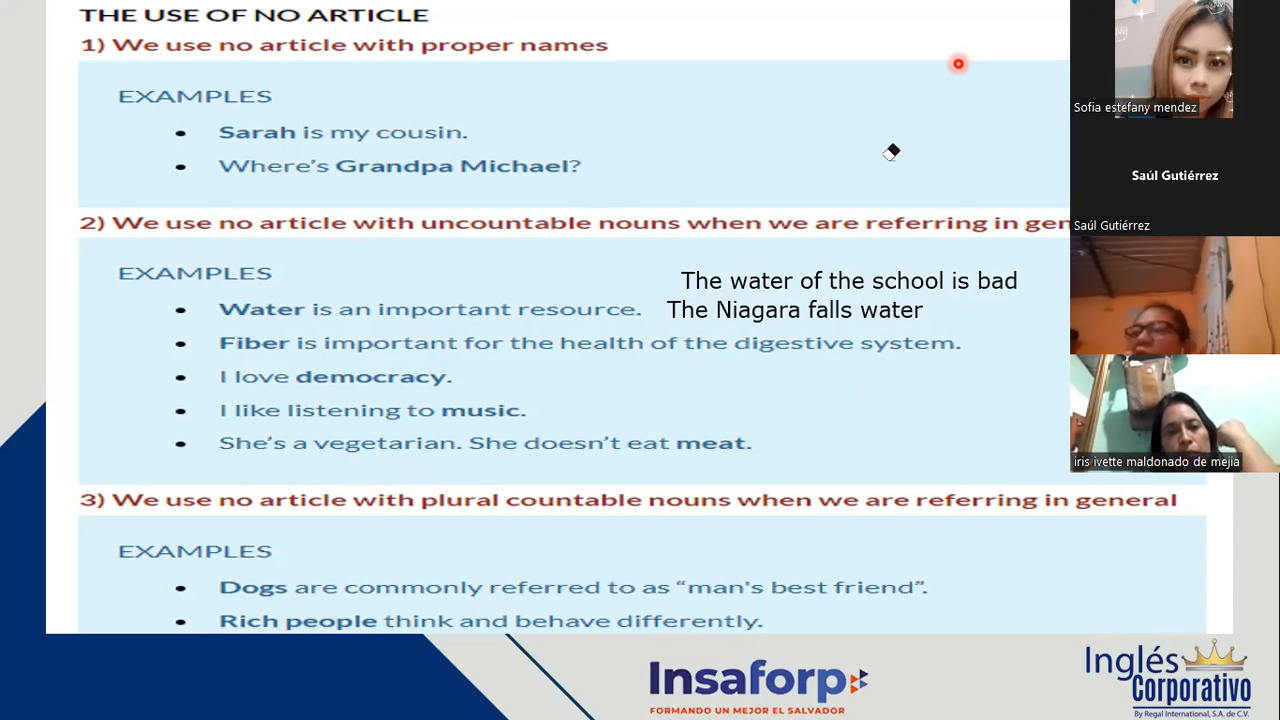 THE USE OF NO ARTICLE
1) We use no article with proper names
EXAMPLES
Sarah is my cousin.
Where's Grandpa Michael?
2) We use no article with uncountable nouns when we are referring in gen
EXAMPLES
Water is an important resource.
Fiber is important for the health of the digestive system.
I love democracy.
I like listening to music.
She's a vegetarian. She doesn't eat meat.
The water of the school is bad
The Niagara falls water
3) We use no article with plural countable nouns when we are referring in general
EXAMPLES
Dogs are commonly referred to as “man's best friend”.
Rich people think and behave differently.
Sofia estefany mendez
Saúl Gutiérrez
Saúl Gutiérrez
iris ivette maldonado de mejia
Insaforp
FORMANDO UN MEJOR EL SALVADOR
Inglés
Corporativo
By Regal International, S.A. de C.V.